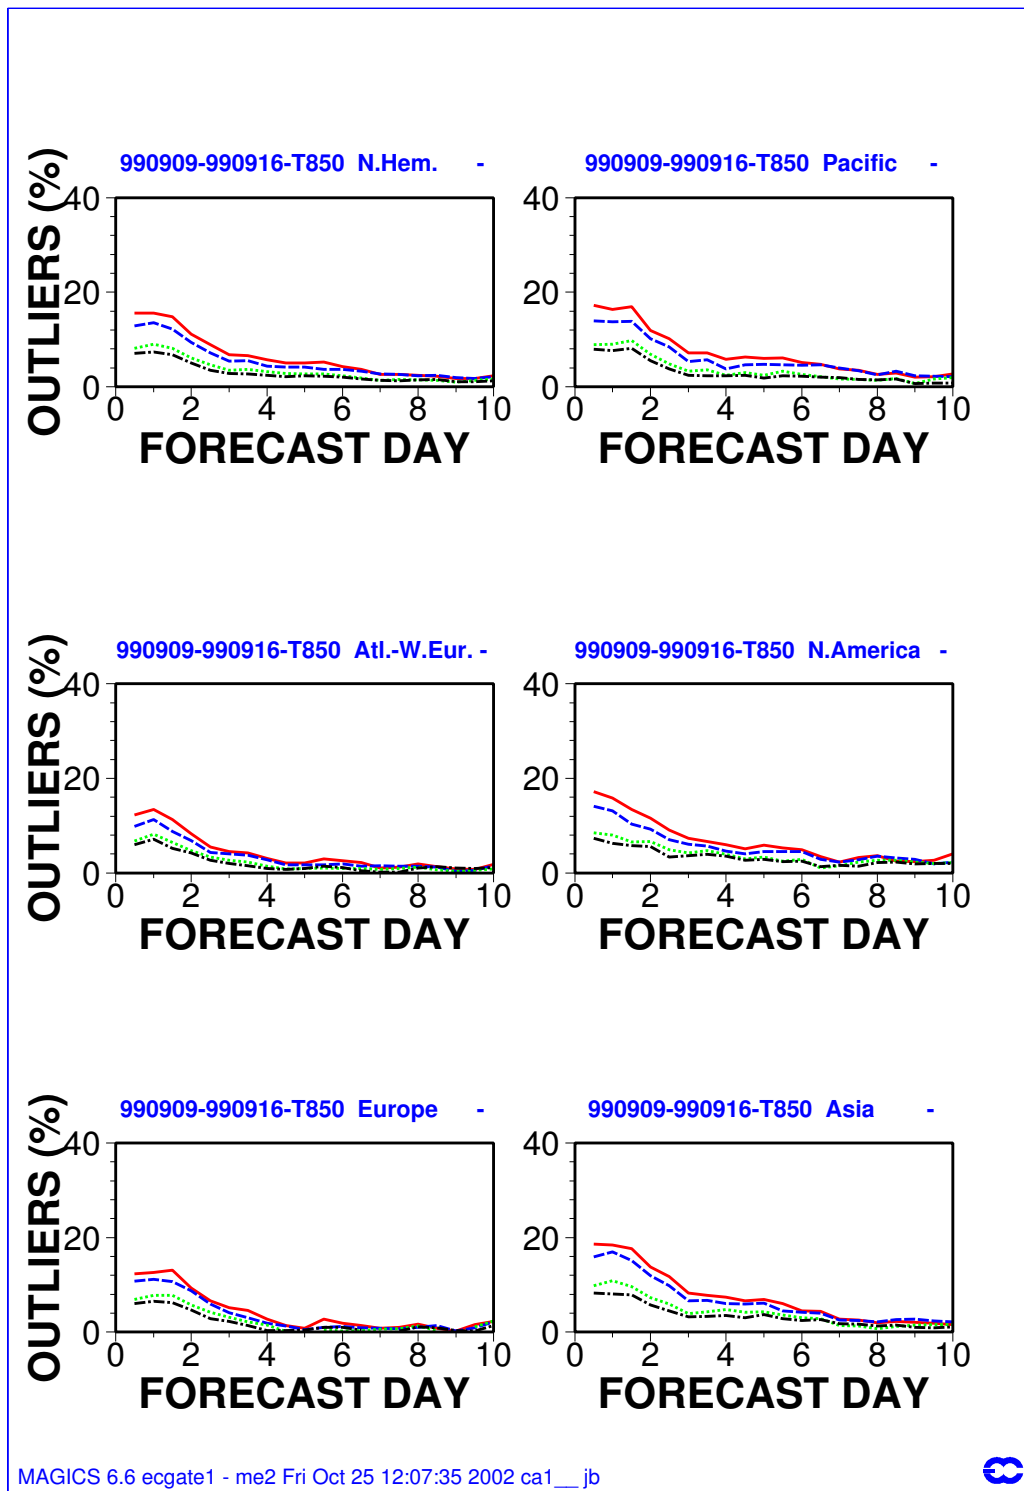 990909-990916-T850 N.Hem. -
990909-990916-T850 Pacific -
OUTLIERS (%)
40
20
0
0 2 4 6 8 10
FORECAST DAY
40
20
0
0 2 4 6 8 10
FORECAST DAY
990909-990916-T850 Atl.-W.Eur. -
990909-990916-T850 N.America -
OUTLIERS (%)
40
20
0
0 2 4 6 8 10
FORECAST DAY
40
20
0
0 2 4 6 8 10
FORECAST DAY
990909-990916-T850 Europe -
990909-990916-T850 Asia -
OUTLIERS (%)
40
20
0
0 2 4 6 8 10
FORECAST DAY
40
20
0
0 2 4 6 8 10
FORECAST DAY
MAGICS 6.6 ecgate1 - me2 Fri Oct 25 12:07:35 2002 ca1__ jb